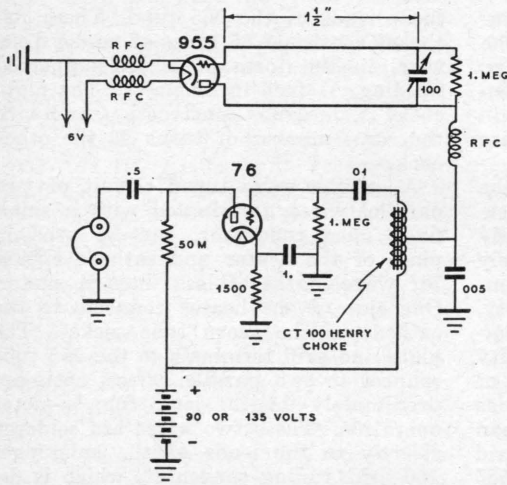 1½"
RFC
955
RFC
100
1. MEG
RFC
6V
.5
76
01
50M
1. MEG
1500
1.
005
CT 100 HENRY
CHOKE
90 OR 135 VOLTS